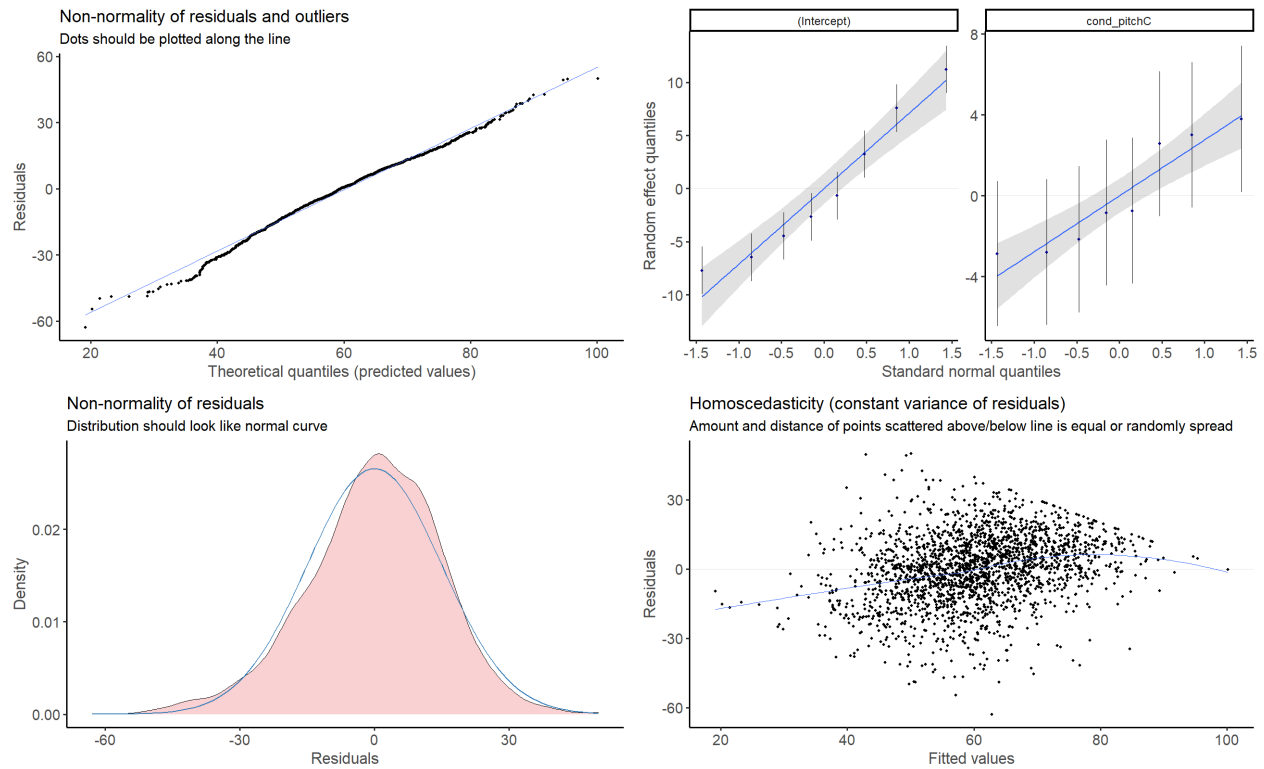 Non-normality of residuals and outliers
Dots should be plotted along the line
60
30
0
-30
-60
Residuals
20 40 60 80 100
Theoretical quantiles (predicted values)
(Intercept)
cond_pitchC
10
5
0
-5
-10
8
4
0
-4
Random effect quantiles
-1.5 -1.0 -0.5 0.0 0.5 1.0 1.5
-1.5 -1.0 -0.5 0.0 0.5 1.0 1.5
Standard normal quantiles
Non-normality of residuals
Distribution should look like normal curve
0.02
0.01
0.00
Density
-60 -30 0 30
Residuals
Homoscedasticity (constant variance of residuals)
Amount and distance of points scattered above/below line is equal or randomly spread
30
0
-30
-60
Residuals
20 40 60 80 100
Fitted values